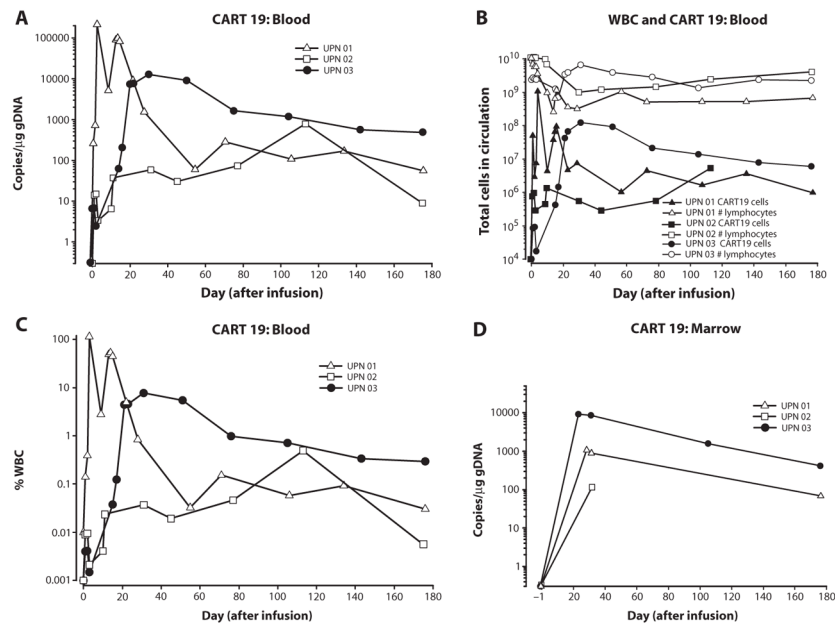 A
CART 19: Blood
Copies/µg gDNA
100000
10000
1000
100
10
1
UPN 01
UPN 02
UPN 03
0 20 40 60 80 100 120 140 160 180
Day (after infusion)
B
WBC and CART 19: Blood
Total cells in circulation
10^10
10^9
10^8
10^7
10^6
10^5
10^4
UPN 01 CART19 cells
UPN 01 # lymphocytes
UPN 02 CART19 cells
UPN 02 # lymphocytes
UPN 03 CART19 cells
UPN 03 # lymphocytes
0 20 40 60 80 100 120 140 160 180
Day (after infusion)
C
CART 19: Blood
% WBC
100
10
1
0.1
0.01
0.001
UPN 01
UPN 02
UPN 03
0 20 40 60 80 100 120 140 160 180
Day (after infusion)
D
CART 19: Marrow
Copies/µg gDNA
10000
1000
100
10
1
UPN 01
UPN 02
UPN 03
–1 20 40 60 80 100 120 140 160 180
Day (after infusion)